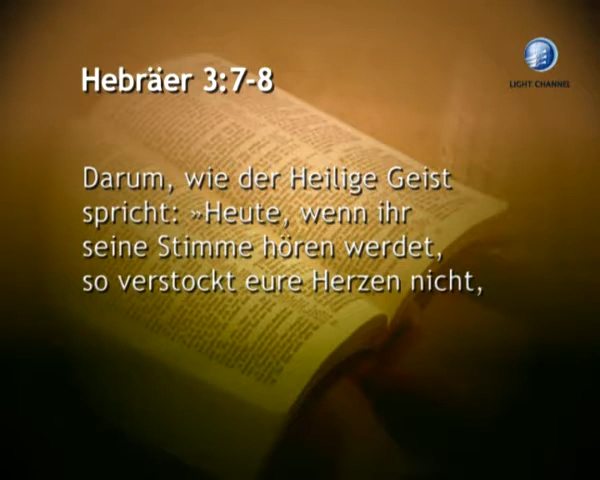 Hebräer 3:7-8
LIGHT CHANNEL
Darum, wie der Heilige Geist
spricht: »Heute, wenn ihr
seine Stimme hören werdet,
so verstockt eure Herzen nicht,